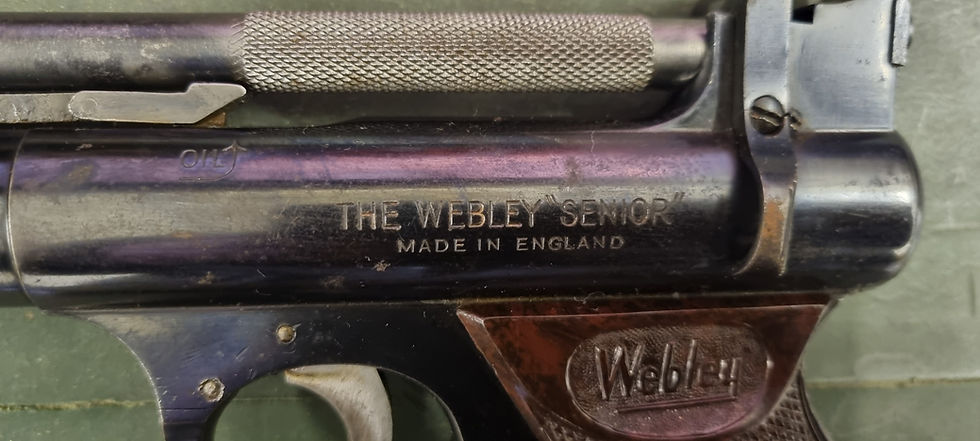 OIL
THE WEBLEY "SENIOR"
MADE IN ENGLAND
Webley